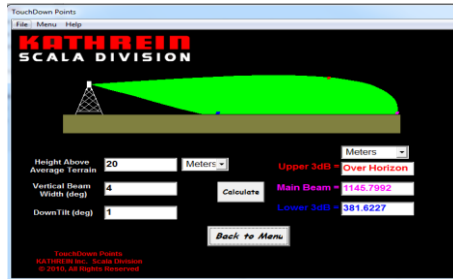 TouchDown Points
File Menu Help
KATHREIN
SCALA DIVISION
Meters
Height Above
Average Terrain
20
Meters
Upper 3dB =
Over Horizon
Vertical Beam
Width (deg)
4
Calculate
Main Beam =
1145.7992
DownTilt (deg)
1
Lower 3dB =
381.6227
Back to Menu
TouchDown Points
KATHREIN Inc, Scala Division
© 2010, All Rights Reserved